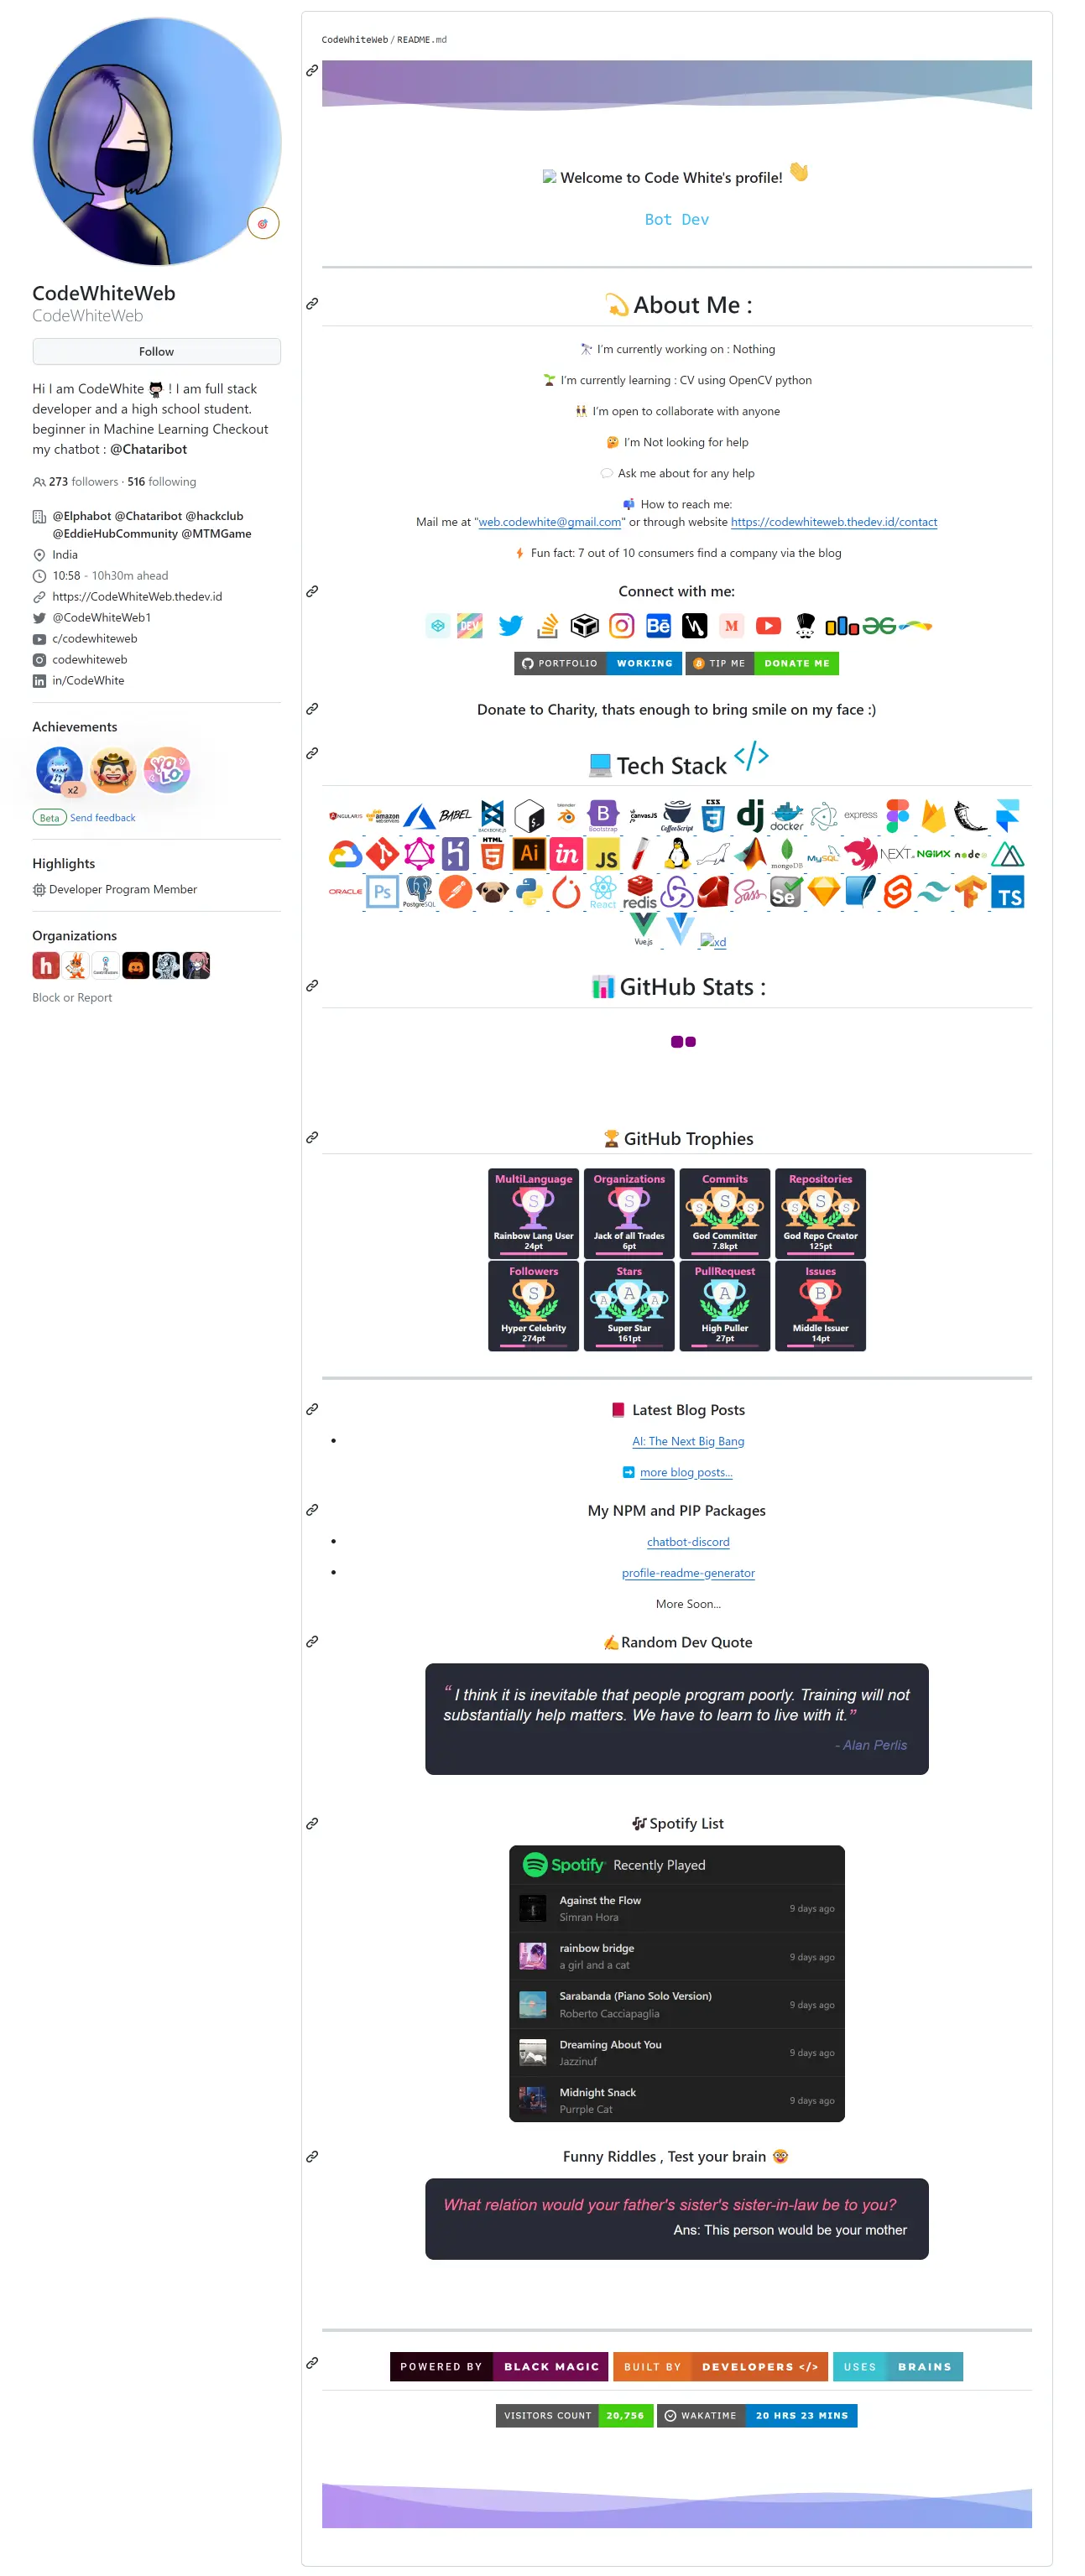 CodeWhiteWeb
CodeWhiteWeb
Follow
Hi I am CodeWhite ! I am full stack
developer and a high school student.
beginner in Machine Learning Checkout
my chatbot : @Chataribot
273 followers · 516 following
@Elphabot @Chataribot @hackclub
@EddieHubCommunity @MTMGame
India
10:58 - 10h30m ahead
https://CodeWhiteWeb.thedev.id
@CodeWhiteWeb1
c/codewhiteweb
codewhiteweb
in/CodeWhite
Achievements
YOLO
x2
Beta Send feedback
Highlights
Developer Program Member
Organizations
h
Block or Report
CodeWhiteWeb / README.md
Welcome to Code White's profile! 👋
Bot Dev
💫 About Me :
🔭 I'm currently working on : Nothing
🌱 I'm currently learning : CV using OpenCV python
👯 I'm open to collaborate with anyone
🤔 I'm Not looking for help
💬 Ask me about for any help
📫 How to reach me:
Mail me at "web.codewhite@gmail.com" or through website https://codewhiteweb.thedev.id/contact
⚡ Fun fact: 7 out of 10 consumers find a company via the blog
Connect with me:
DEV
Bē
M
PORTFOLIO WORKING TIP ME DONATE ME
Donate to Charity, thats enough to bring smile on my face :)
💻 Tech Stack </>
ANGULARJS amazon web services BABEL BACKBONE.JS blender Bootstrap CanvasJS CoffeeScript CSS dj docker express
HTML Ai in JS mongoDB MySQL NEXT.JS NGINX node
ORACLE Ps PostgreSQL React redis Sass Se TS
Vue.js xd
📊 GitHub Stats :
🏆 GitHub Trophies
MultiLanguage Organizations Commits Repositories
S S S S S S S S
Rainbow Lang User Jack of all Trades God Committer God Repo Creator
24pt 6pt 7.8kpt 125pt
Followers Stars PullRequest Issues
S A A A A B
Hyper Celebrity Super Star High Puller Middle Issuer
274pt 161pt 27pt 14pt
📕 Latest Blog Posts
• AI: The Next Big Bang
➡️ more blog posts...
My NPM and PIP Packages
• chatbot-discord
• profile-readme-generator
More Soon...
✍️ Random Dev Quote
“ I think it is inevitable that people program poorly. Training will not
substantially help matters. We have to learn to live with it.”
- Alan Perlis
🎶 Spotify List
Spotify Recently Played
Against the Flow
Simran Hora
9 days ago
rainbow bridge
a girl and a cat
9 days ago
Sarabanda (Piano Solo Version)
Roberto Cacciapaglia
9 days ago
Dreaming About You
Jazzinuf
9 days ago
Midnight Snack
Purrple Cat
9 days ago
Funny Riddles , Test your brain 🤓
What relation would your father's sister's sister-in-law be to you?
Ans: This person would be your mother
POWERED BY BLACK MAGIC BUILT BY DEVELOPERS </> USES BRAINS
VISITORS COUNT 20,756 WAKATIME 20 HRS 23 MINS